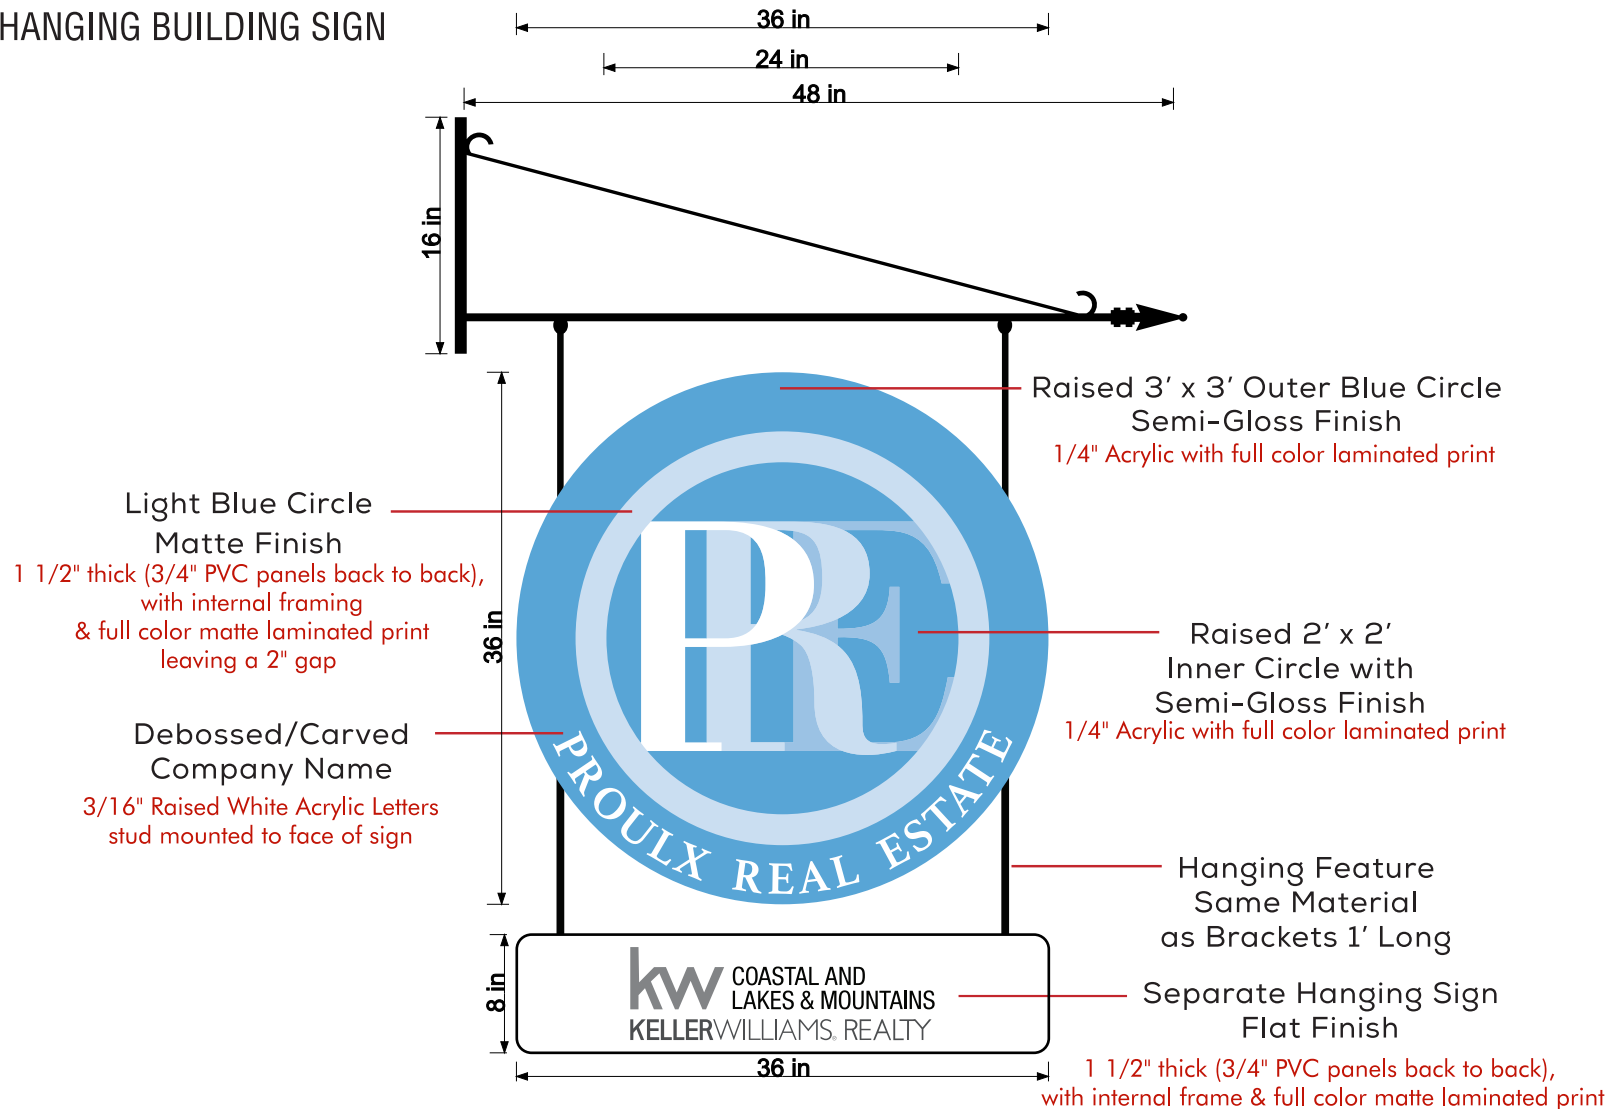 HANGING BUILDING SIGN
36 in
24 in
48 in
16 in
Raised 3′ x 3′ Outer Blue Circle
Semi-Gloss Finish
1/4" Acrylic with full color laminated print
Light Blue Circle
Matte Finish
1 1/2" thick (3/4" PVC panels back to back),
with internal framing
& full color matte laminated print
leaving a 2" gap
36 in
PRE
Raised 2′ x 2′
Inner Circle with
Semi-Gloss Finish
1/4" Acrylic with full color laminated print
Debossed/Carved
Company Name
3/16" Raised White Acrylic Letters
stud mounted to face of sign
PROULX REAL ESTATE
Hanging Feature
Same Material
as Brackets 1′ Long
8 in
kw COASTAL AND
LAKES & MOUNTAINS
KELLERWILLIAMS. REALTY
Separate Hanging Sign
Flat Finish
1 1/2" thick (3/4" PVC panels back to back),
with internal frame & full color matte laminated print
36 in